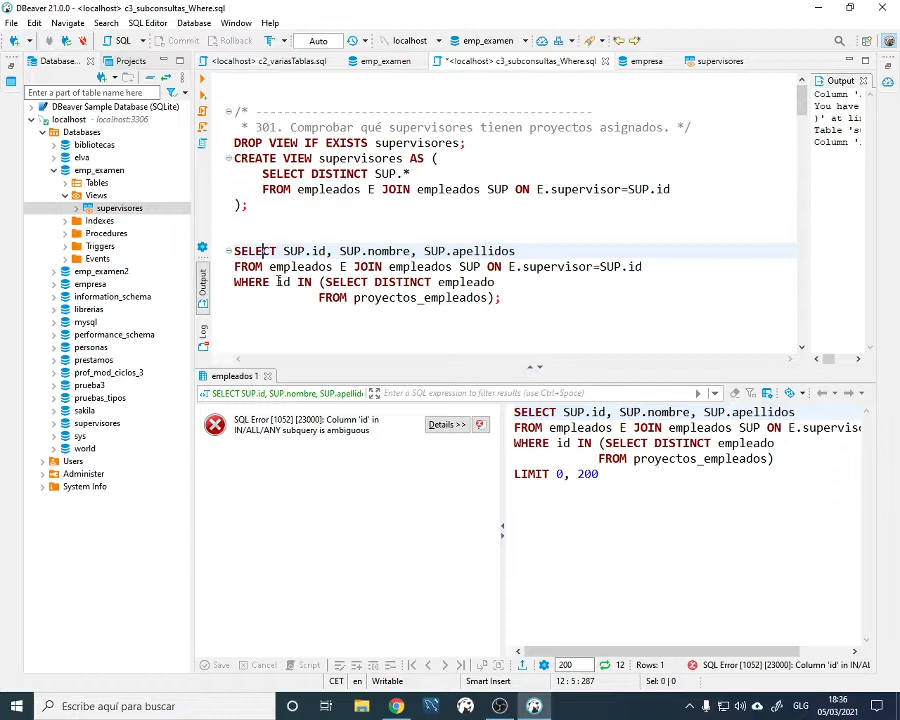 DBeaver 21.0.0 - <localhost> c3_subconsultas_Where.sql
File Edit Navigate Search SQL Editor Database Window Help
SQL Commit Rollback T Auto localhost emp_examen
Database... Projects
Enter a part of table name here
DBeaver Sample Database (SQLite)
localhost :3306
Databases
bibliotecas
elva
emp_examen
Tables
Views
supervisores
Indexes
Procedures
Triggers
Events
emp_examen2
empresa
information_schema
librerias
mysql
performance_schema
personas
prestamos
prof_mod_ciclos_3
prueba3
pruebas_tipos
sakila
supervisores
sys
world
Users
Administer
System Info
<localhost> c2_variasTablas.sql emp_examen *<localhost> c3_subconsultas_Where.sql empresa supervisores
/* ------------------------------------------------
* 301. Comprobar qué supervisores tienen proyectos asignados. */
DROP VIEW IF EXISTS supervisores;
CREATE VIEW supervisores AS (
SELECT DISTINCT SUP.*
FROM empleados E JOIN empleados SUP ON E.supervisor=SUP.id
);
SELECT SUP.id, SUP.nombre, SUP.apellidos
FROM empleados E JOIN empleados SUP ON E.supervisor=SUP.id
WHERE id IN (SELECT DISTINCT empleado
FROM proyectos_empleados);
Output
Log
Output
Column '.
You have
)' at lin
Table 'su
Column '.
empleados 1
SELECT SUP.id, SUP.nombre, SUP.apellid Enter a SQL expression to filter results (use Ctrl+Space)
SQL Error [1052] [23000]: Column 'id' in
IN/ALL/ANY subquery is ambiguous
Details >>
SELECT SUP.id, SUP.nombre, SUP.apellidos
FROM empleados E JOIN empleados SUP ON E.superviso
WHERE id IN (SELECT DISTINCT empleado
FROM proyectos_empleados)
LIMIT 0, 200
Save Cancel Script 200 12 Rows: 1 SQL Error [1052] [23000]: Column 'id' in IN/AL
CET en Writable Smart Insert 12 : 5 : 287 Sel: 0 | 0
Escribe aquí para buscar
GLG
18:36
05/03/2021